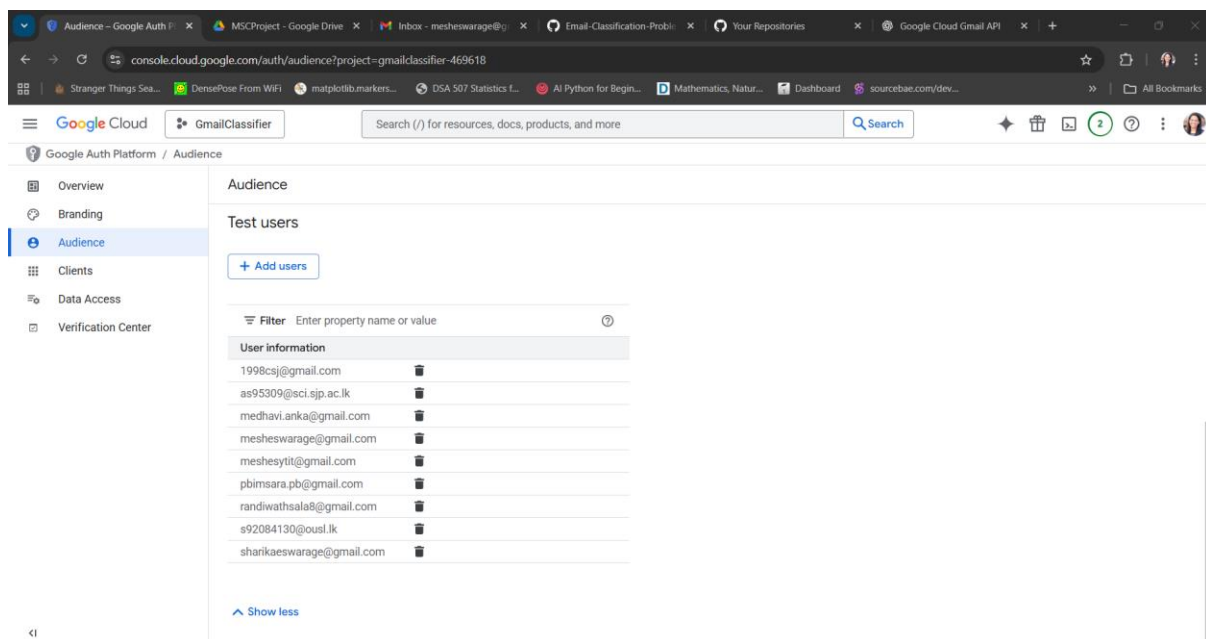 Audience – Google Auth Pl
MSCProject - Google Drive
Inbox - mesheswarage@g
Email-Classification-Proble
Your Repositories
Google Cloud Gmail API
console.cloud.google.com/auth/audience?project=gmailclassifier-469618
Stranger Things Sea...
DensePose From WiFi
matplotlib.markers...
DSA 507 Statistics f...
AI Python for Begin...
Mathematics, Natur...
Dashboard
sourcebae.com/dev...
All Bookmarks
Google Cloud
GmailClassifier
Search (/) for resources, docs, products, and more
Search
2
Google Auth Platform / Audience
Overview
Branding
Audience
Clients
Data Access
Verification Center
Audience
Test users
+ Add users
Filter Enter property name or value
User information
1998csj@gmail.com
as95309@sci.sjp.ac.lk
medhavi.anka@gmail.com
mesheswarage@gmail.com
meshesytit@gmail.com
pbimsara.pb@gmail.com
randiwathsala8@gmail.com
s92084130@ousl.lk
sharikaeswarage@gmail.com
Show less